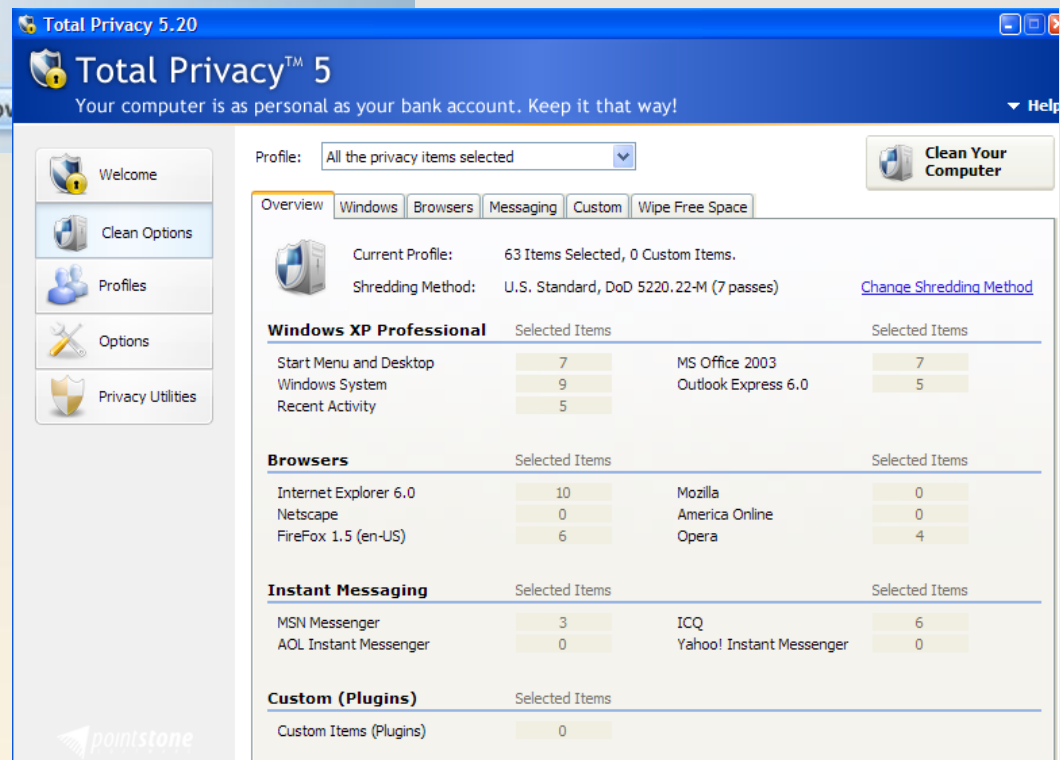 Total Privacy 5.20
Total Privacy™ 5
Your computer is as personal as your bank account. Keep it that way!
Help
Welcome
Clean Options
Profiles
Options
Privacy Utilities
Profile: All the privacy items selected
Clean Your
Computer
Overview Windows Browsers Messaging Custom Wipe Free Space
Current Profile: 63 Items Selected, 0 Custom Items.
Shredding Method: U.S. Standard, DoD 5220.22-M (7 passes) Change Shredding Method
Windows XP Professional Selected Items Selected Items
Start Menu and Desktop 7 MS Office 2003 7
Windows System 9 Outlook Express 6.0 5
Recent Activity 5
Browsers Selected Items Selected Items
Internet Explorer 6.0 10 Mozilla 0
Netscape 0 America Online 0
FireFox 1.5 (en-US) 6 Opera 4
Instant Messaging Selected Items Selected Items
MSN Messenger 3 ICQ 6
AOL Instant Messenger 0 Yahoo! Instant Messenger 0
Custom (Plugins) Selected Items
Custom Items (Plugins) 0
pointstone